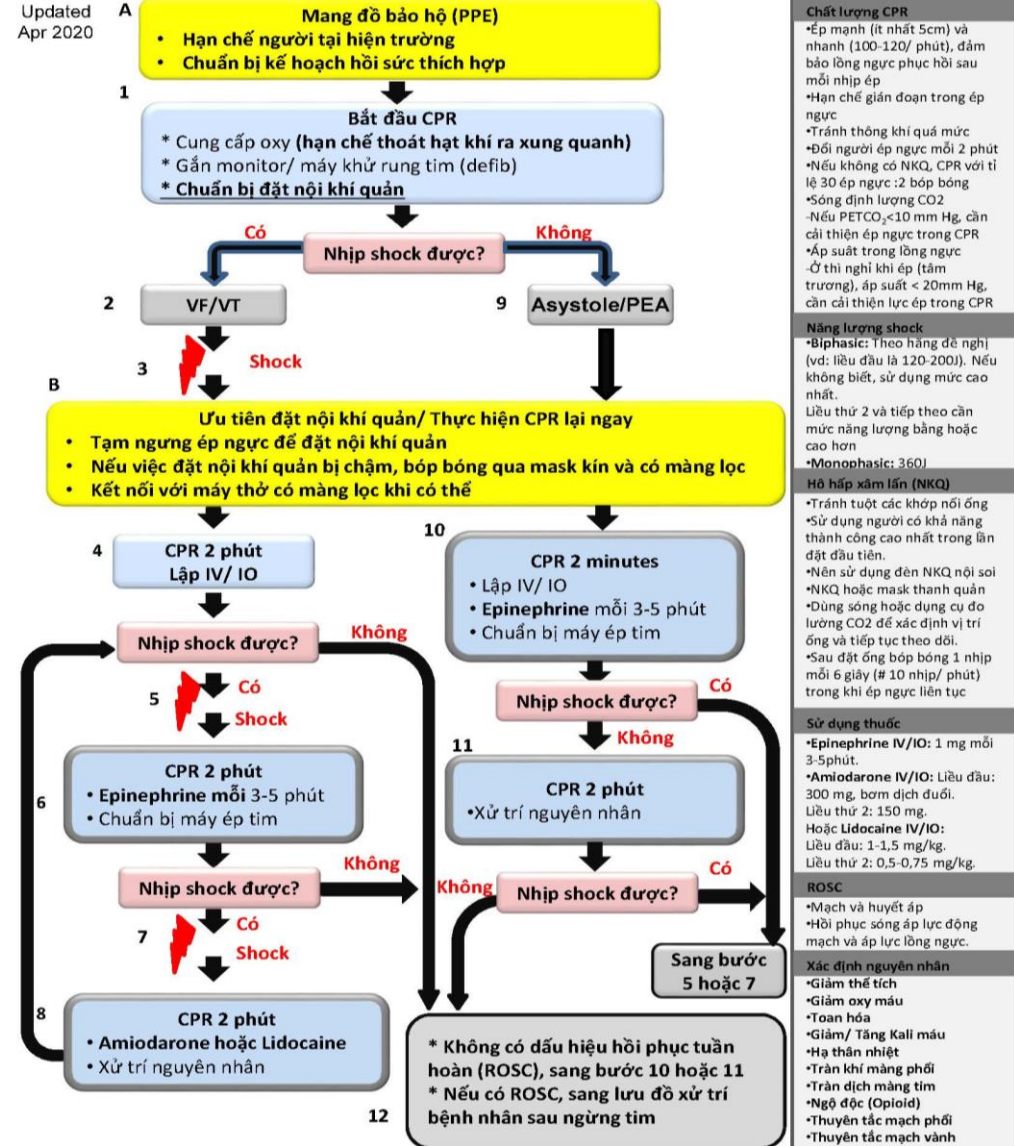 Updated
Apr 2020
A
Mang đồ bảo hộ (PPE)
• Hạn chế người tại hiện trường
• Chuẩn bị kế hoạch hồi sức thích hợp
1
Bắt đầu CPR
* Cung cấp oxy (hạn chế thoát hạt khí ra xung quanh)
* Gắn monitor/ máy khử rung tim (defib)
* Chuẩn bị đặt nội khí quản
Có
Nhịp shock được?
Không
2
VF/VT
9
Asystole/PEA
3
Shock
B
Ưu tiên đặt nội khí quản/ Thực hiện CPR lại ngay
• Tạm ngưng ép ngực để đặt nội khí quản
• Nếu việc đặt nội khí quản bị chậm, bóp bóng qua mask kín và có màng lọc
• Kết nối với máy thở có màng lọc khi có thể
4
CPR 2 phút
Lập IV/ IO
Nhịp shock được?
Không
5
Có
Shock
6
CPR 2 phút
• Epinephrine mỗi 3-5 phút
• Chuẩn bị máy ép tim
Nhịp shock được?
Không
7
Có
Shock
8
CPR 2 phút
• Amiodarone hoặc Lidocaine
• Xử trí nguyên nhân
10
CPR 2 minutes
• Lập IV/ IO
• Epinephrine mỗi 3-5 phút
• Chuẩn bị máy ép tim
Nhịp shock được?
Có
Không
11
CPR 2 phút
•Xử trí nguyên nhân
Không
Nhịp shock được?
Có
Sang bước
5 hoặc 7
12
* Không có dấu hiệu hồi phục tuần
hoàn (ROSC), sang bước 10 hoặc 11
* Nếu có ROSC, sang lưu đồ xử trí
bệnh nhân sau ngừng tim
Chất lượng CPR
•Ép mạnh (ít nhất 5cm) và
nhanh (100-120/ phút), đảm
bảo lồng ngực phục hồi sau
mỗi nhịp ép
•Hạn chế gián đoạn trong ép
ngực
•Tránh thông khí quá mức
•Đổi người ép ngực mỗi 2 phút
•Nếu không có NKQ, CPR với tỉ
lệ 30 ép ngực :2 bóp bóng
•Sóng định lượng CO2
-Nếu PETCO₂<10 mm Hg, cần
cải thiện ép ngực trong CPR
•Áp suât trong lồng ngực
-Ở thì nghỉ khi ép (tâm
trương), áp suất < 20mm Hg,
cần cải thiện lực ép trong CPR
Năng lượng shock
•Biphasic: Theo hãng đề nghị
(vd: liều đầu là 120-200J). Nếu
không biết, sử dụng mức cao
nhất.
Liều thứ 2 và tiếp theo cần
mức năng lượng bằng hoặc
cao hơn
•Monophasic: 360J
Hô hấp xâm lấn (NKQ)
•Tránh tuột các khớp nối ống
•Sử dụng người có khả năng
thành công cao nhất trong lần
đặt đầu tiên.
•Nên sử dụng đèn NKQ nội soi
•NKQ hoặc mask thanh quản
•Dùng sóng hoặc dụng cụ đo
lường CO2 để xác định vị trí
ống và tiếp tục theo dõi.
•Sau đặt ống bóp bóng 1 nhịp
mỗi 6 giây (# 10 nhịp/ phút)
trong khi ép ngực liên tục
Sử dụng thuốc
•Epinephrine IV/IO: 1 mg mỗi
3-5phút.
•Amiodarone IV/IO: Liều đầu:
300 mg, bơm dịch đuổi.
Liều thứ 2: 150 mg.
Hoặc Lidocaine IV/IO:
Liều đầu: 1-1,5 mg/kg.
Liều thứ 2: 0,5-0,75 mg/kg.
ROSC
•Mạch và huyết áp
•Hồi phục sóng áp lực động
mạch và áp lực lồng ngực.
Xác định nguyên nhân
•Giảm thể tích
•Giảm oxy máu
•Toan hóa
•Giảm/ Tăng Kali máu
•Hạ thân nhiệt
•Tràn khí màng phổi
•Tràn dịch màng tim
•Ngộ độc (Opioid)
•Thuyên tắc mạch phổi
•Thuyên tắc mạch vành